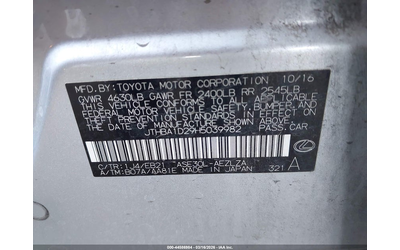 MFD.BY: TOYOTA MOTOR CORPORATION 10/16
GVWR 4630LB GAWR FR 2400LB RR 2545LB
THIS VEHICLE CONFORMS TO ALL APPLICABLE
FEDERAL MOTOR VEHICLE SAFETY, BUMPER, AND
THEFT PREVENTION STANDARDS IN EFFECT ON
THE DATE OF MANUFACTURE SHOWN ABOVE.
JTHBA1D29H5039982 PASS. CAR
C/TR: 1J4/EB21 ASE30L-AEZLZA
A/TM: B07A/AA81E MADE IN JAPAN 321 A